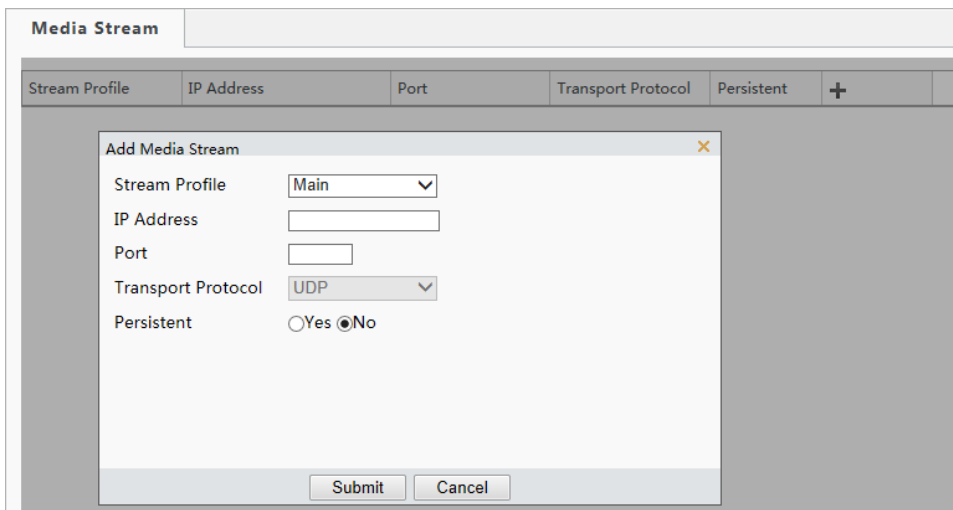 Media Stream
Stream Profile IP Address Port Transport Protocol Persistent +
Add Media Stream ×
Stream Profile Main
IP Address
Port
Transport Protocol UDP
Persistent Yes No
Submit Cancel